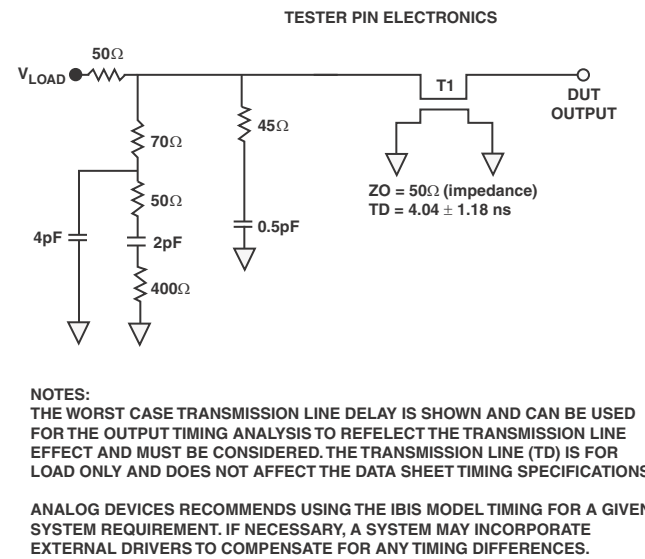 TESTER PIN ELECTRONICS
50Ω
VLOAD
T1
DUT
OUTPUT
45Ω
70Ω
ZO = 50Ω (impedance)
TD = 4.04 ± 1.18 ns
50Ω
0.5pF
4pF
2pF
400Ω
NOTES:
THE WORST CASE TRANSMISSION LINE DELAY IS SHOWN AND CAN BE USED
FOR THE OUTPUT TIMING ANALYSIS TO REFELECT THE TRANSMISSION LINE
EFFECT AND MUST BE CONSIDERED. THE TRANSMISSION LINE (TD) IS FOR
LOAD ONLY AND DOES NOT AFFECT THE DATA SHEET TIMING SPECIFICATIONS
ANALOG DEVICES RECOMMENDS USING THE IBIS MODEL TIMING FOR A GIVEN
SYSTEM REQUIREMENT. IF NECESSARY, A SYSTEM MAY INCORPORATE
EXTERNAL DRIVERS TO COMPENSATE FOR ANY TIMING DIFFERENCES.